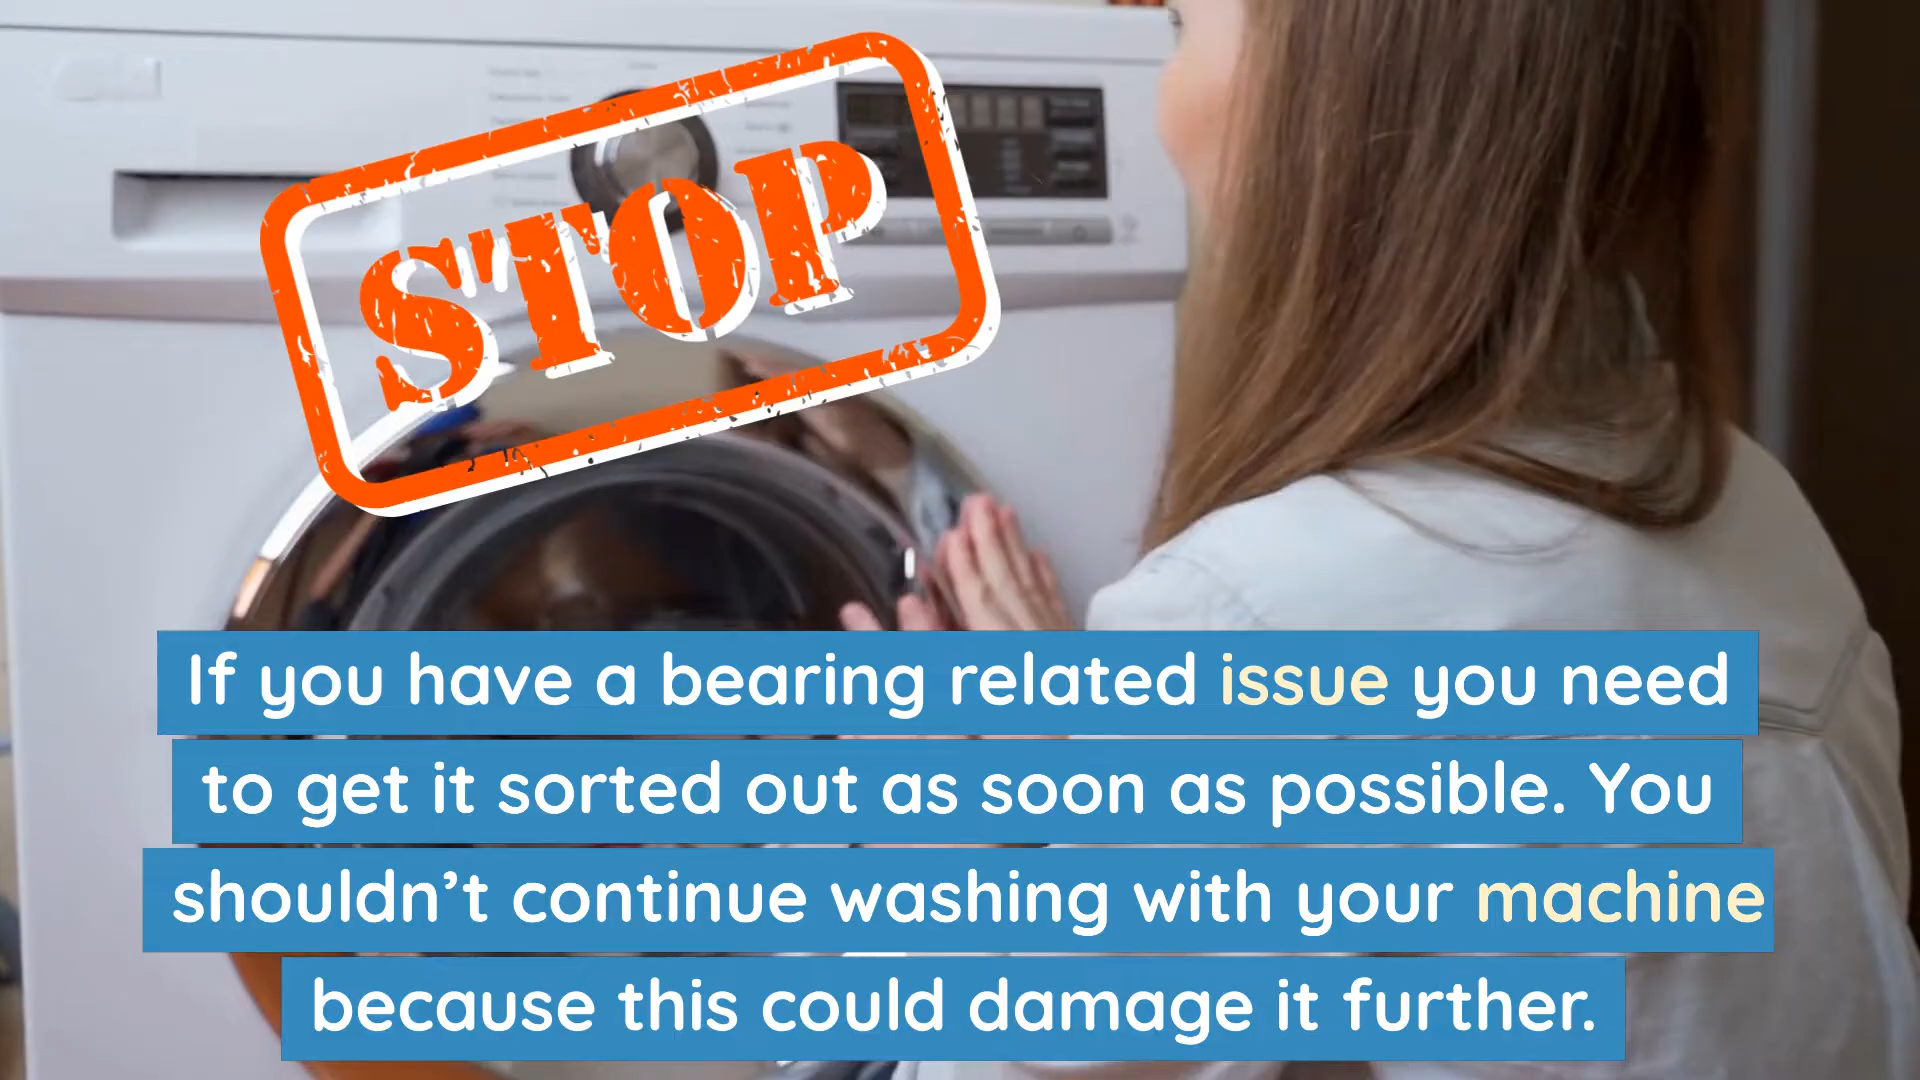 STOP
If you have a bearing related issue you need
to get it sorted out as soon as possible. You
shouldn’t continue washing with your machine
because this could damage it further.